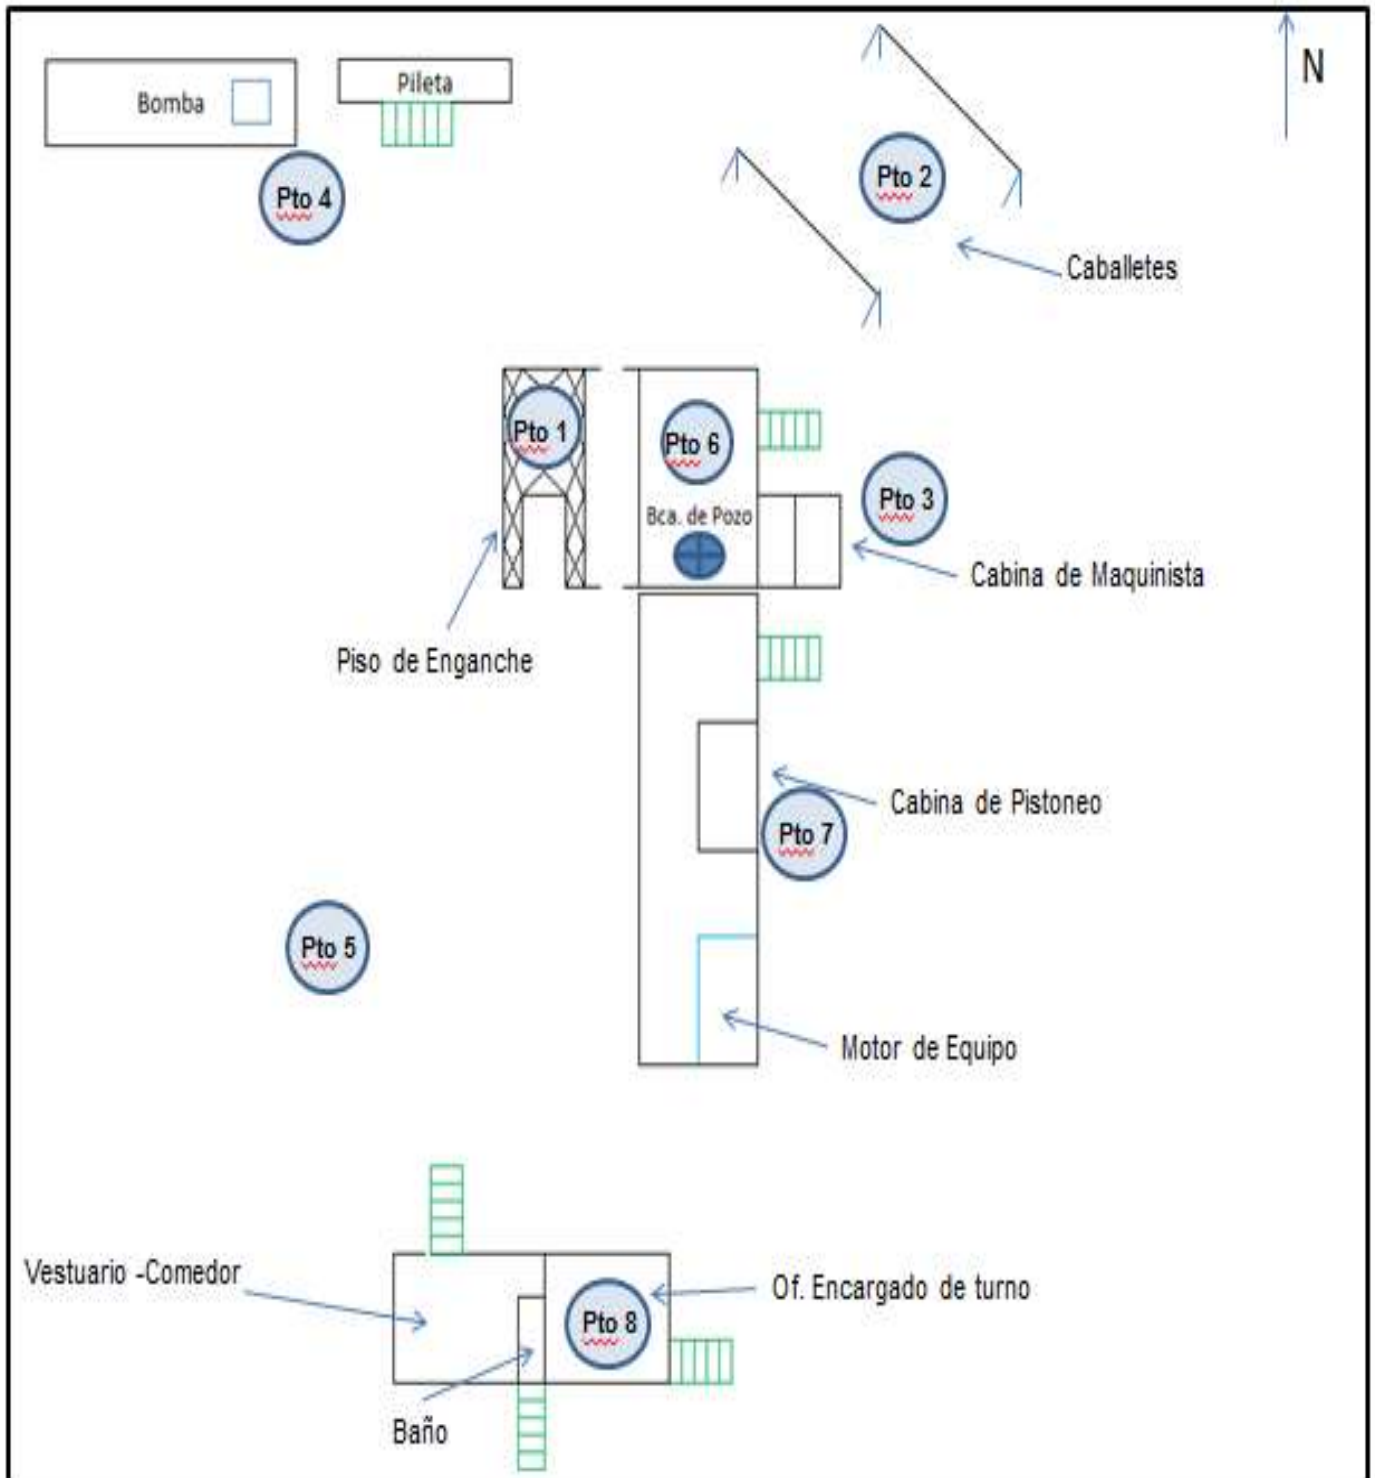 N
Pileta
Bomba
Pto 2
Pto 4
Caballetes
Pto 1
Pto 6
Pto 3
Bca. de Pozo
Cabina de Maquinista
Piso de Enganche
Cabina de Pistoneo
Pto 7
Pto 5
Motor de Equipo
Vestuario -Comedor
Of. Encargado de turno
Pto 8
Baño